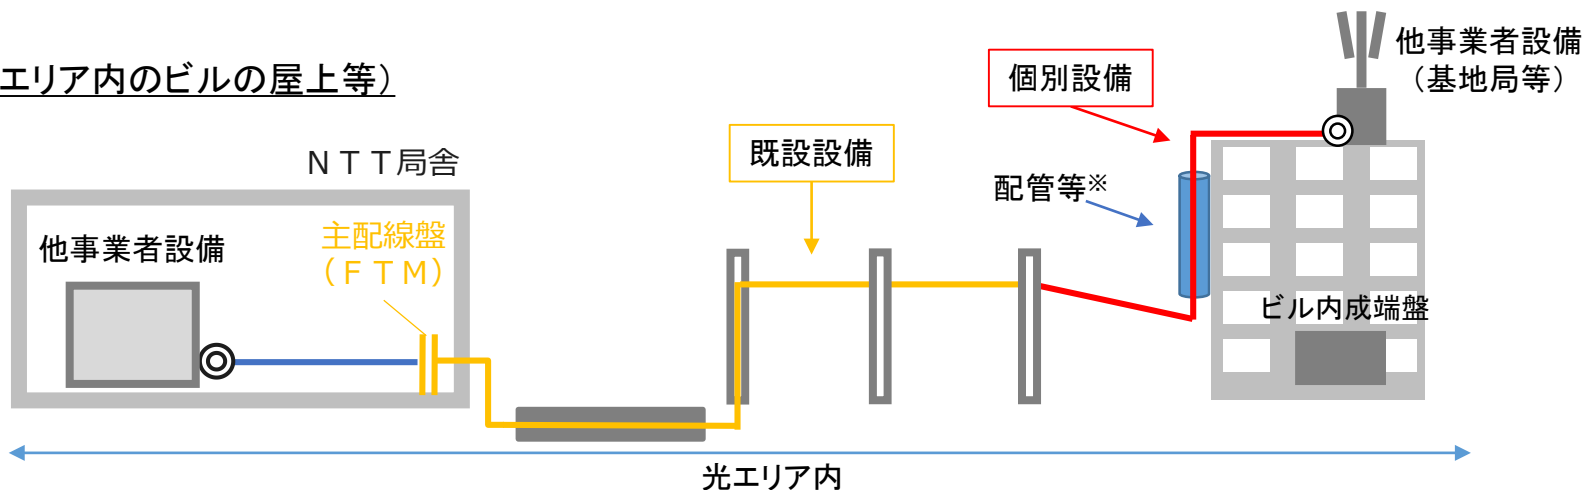 エリア内のビルの屋上等）
他事業者設備
（基地局等）
個別設備
既設設備
ＮＴＴ局舎
配管等※
他事業者設備
主配線盤
（ＦＴＭ）
ビル内成端盤
光エリア内